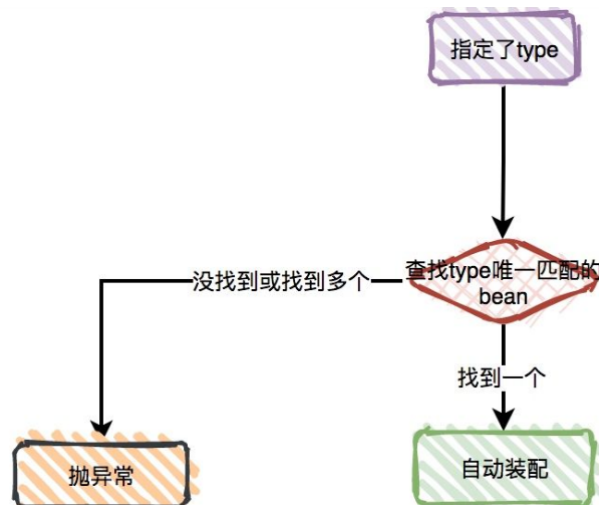 指定了type
查找type唯一匹配的
bean
没找到或找到多个
找到一个
抛异常
自动装配